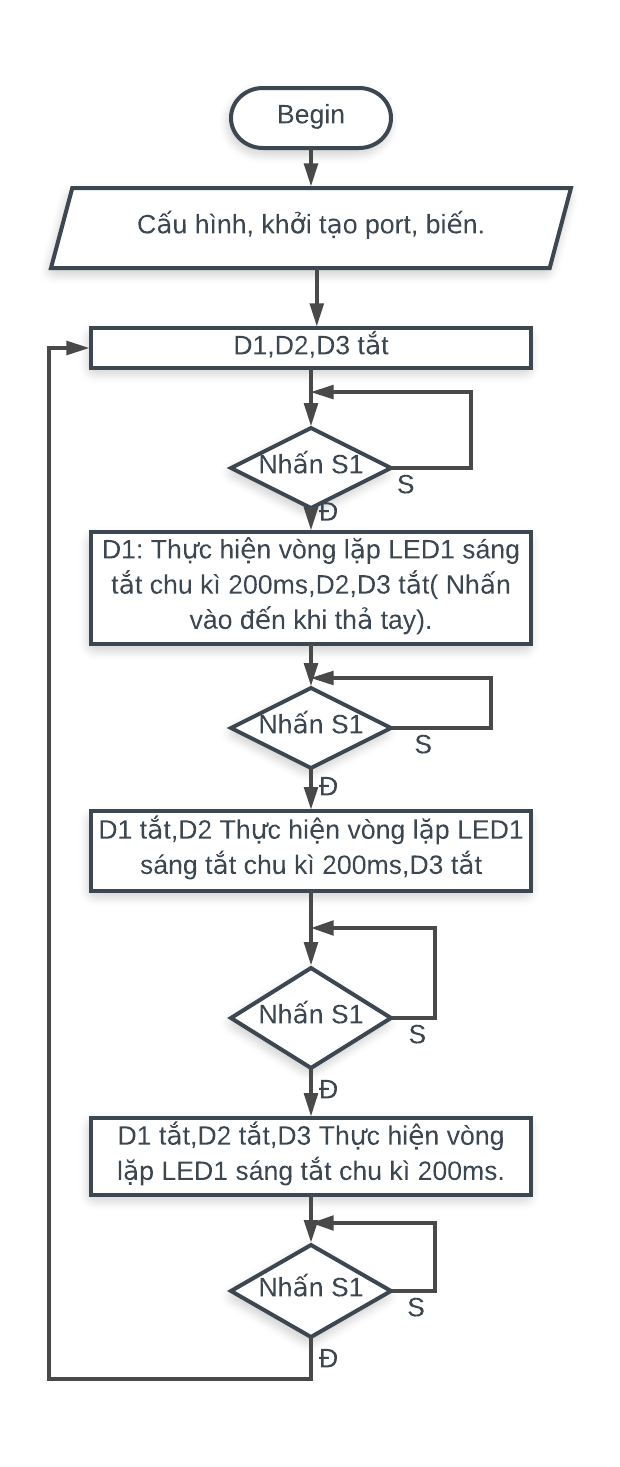 Begin
Cấu hình, khởi tạo port, biến.
D1,D2,D3 tắt
Nhấn S1
S
Đ
D1: Thực hiện vòng lặp LED1 sáng
tắt chu kì 200ms,D2,D3 tắt( Nhấn
vào đến khi thả tay).
Nhấn S1
S
Đ
D1 tắt,D2 Thực hiện vòng lặp LED1
sáng tắt chu kì 200ms,D3 tắt
Nhấn S1
S
Đ
D1 tắt,D2 tắt,D3 Thực hiện vòng
lặp LED1 sáng tắt chu kì 200ms.
Nhấn S1
S
Đ